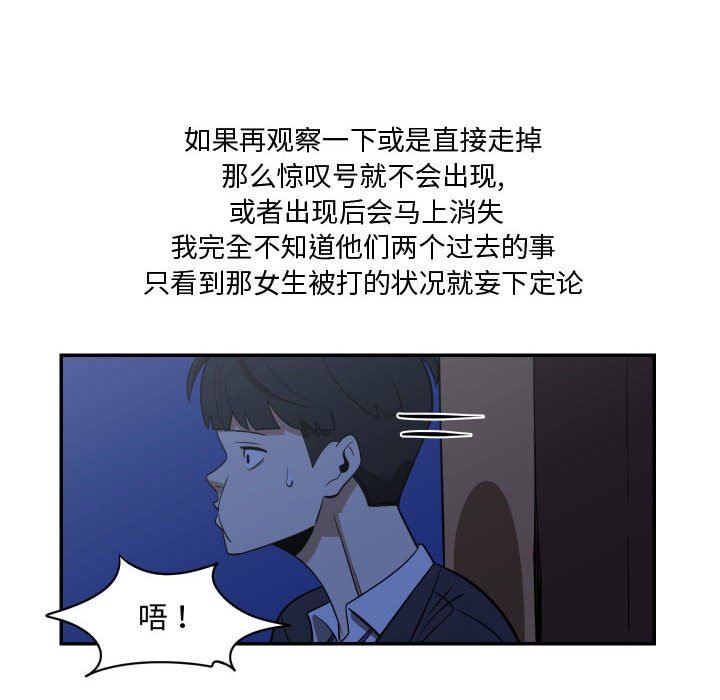 如果再观察一下或是直接走掉
那么惊叹号就不会出现,
或者出现后会马上消失
我完全不知道他们两个过去的事
只看到那女生被打的状况就妄下定论
唔！